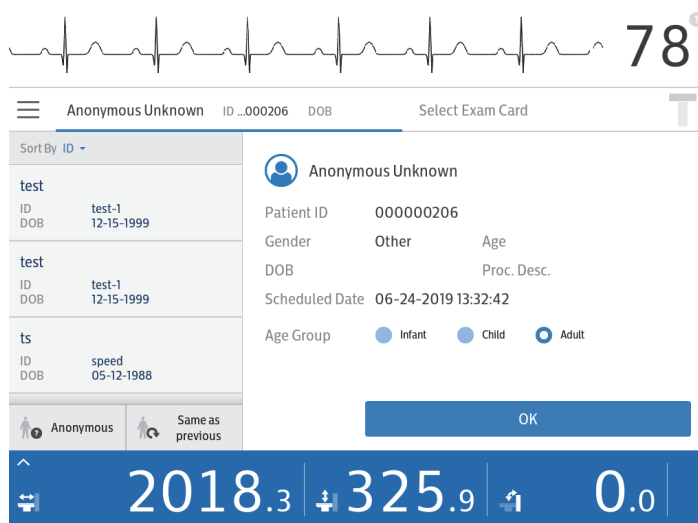 78
?
Anonymous Unknown ID ...000206 DOB Select Exam Card
T
Sort By ID
test
ID test-1
DOB 12-15-1999
test
ID test-1
DOB 12-15-1999
ts
ID speed
DOB 05-12-1988
? Anonymous
Same as previous
Anonymous Unknown
Patient ID 000000206
Gender Other Age
DOB Proc. Desc.
Scheduled Date 06-24-2019 13:32:42
Age Group Infant Child Adult
OK
2018.3 325.9 0.0